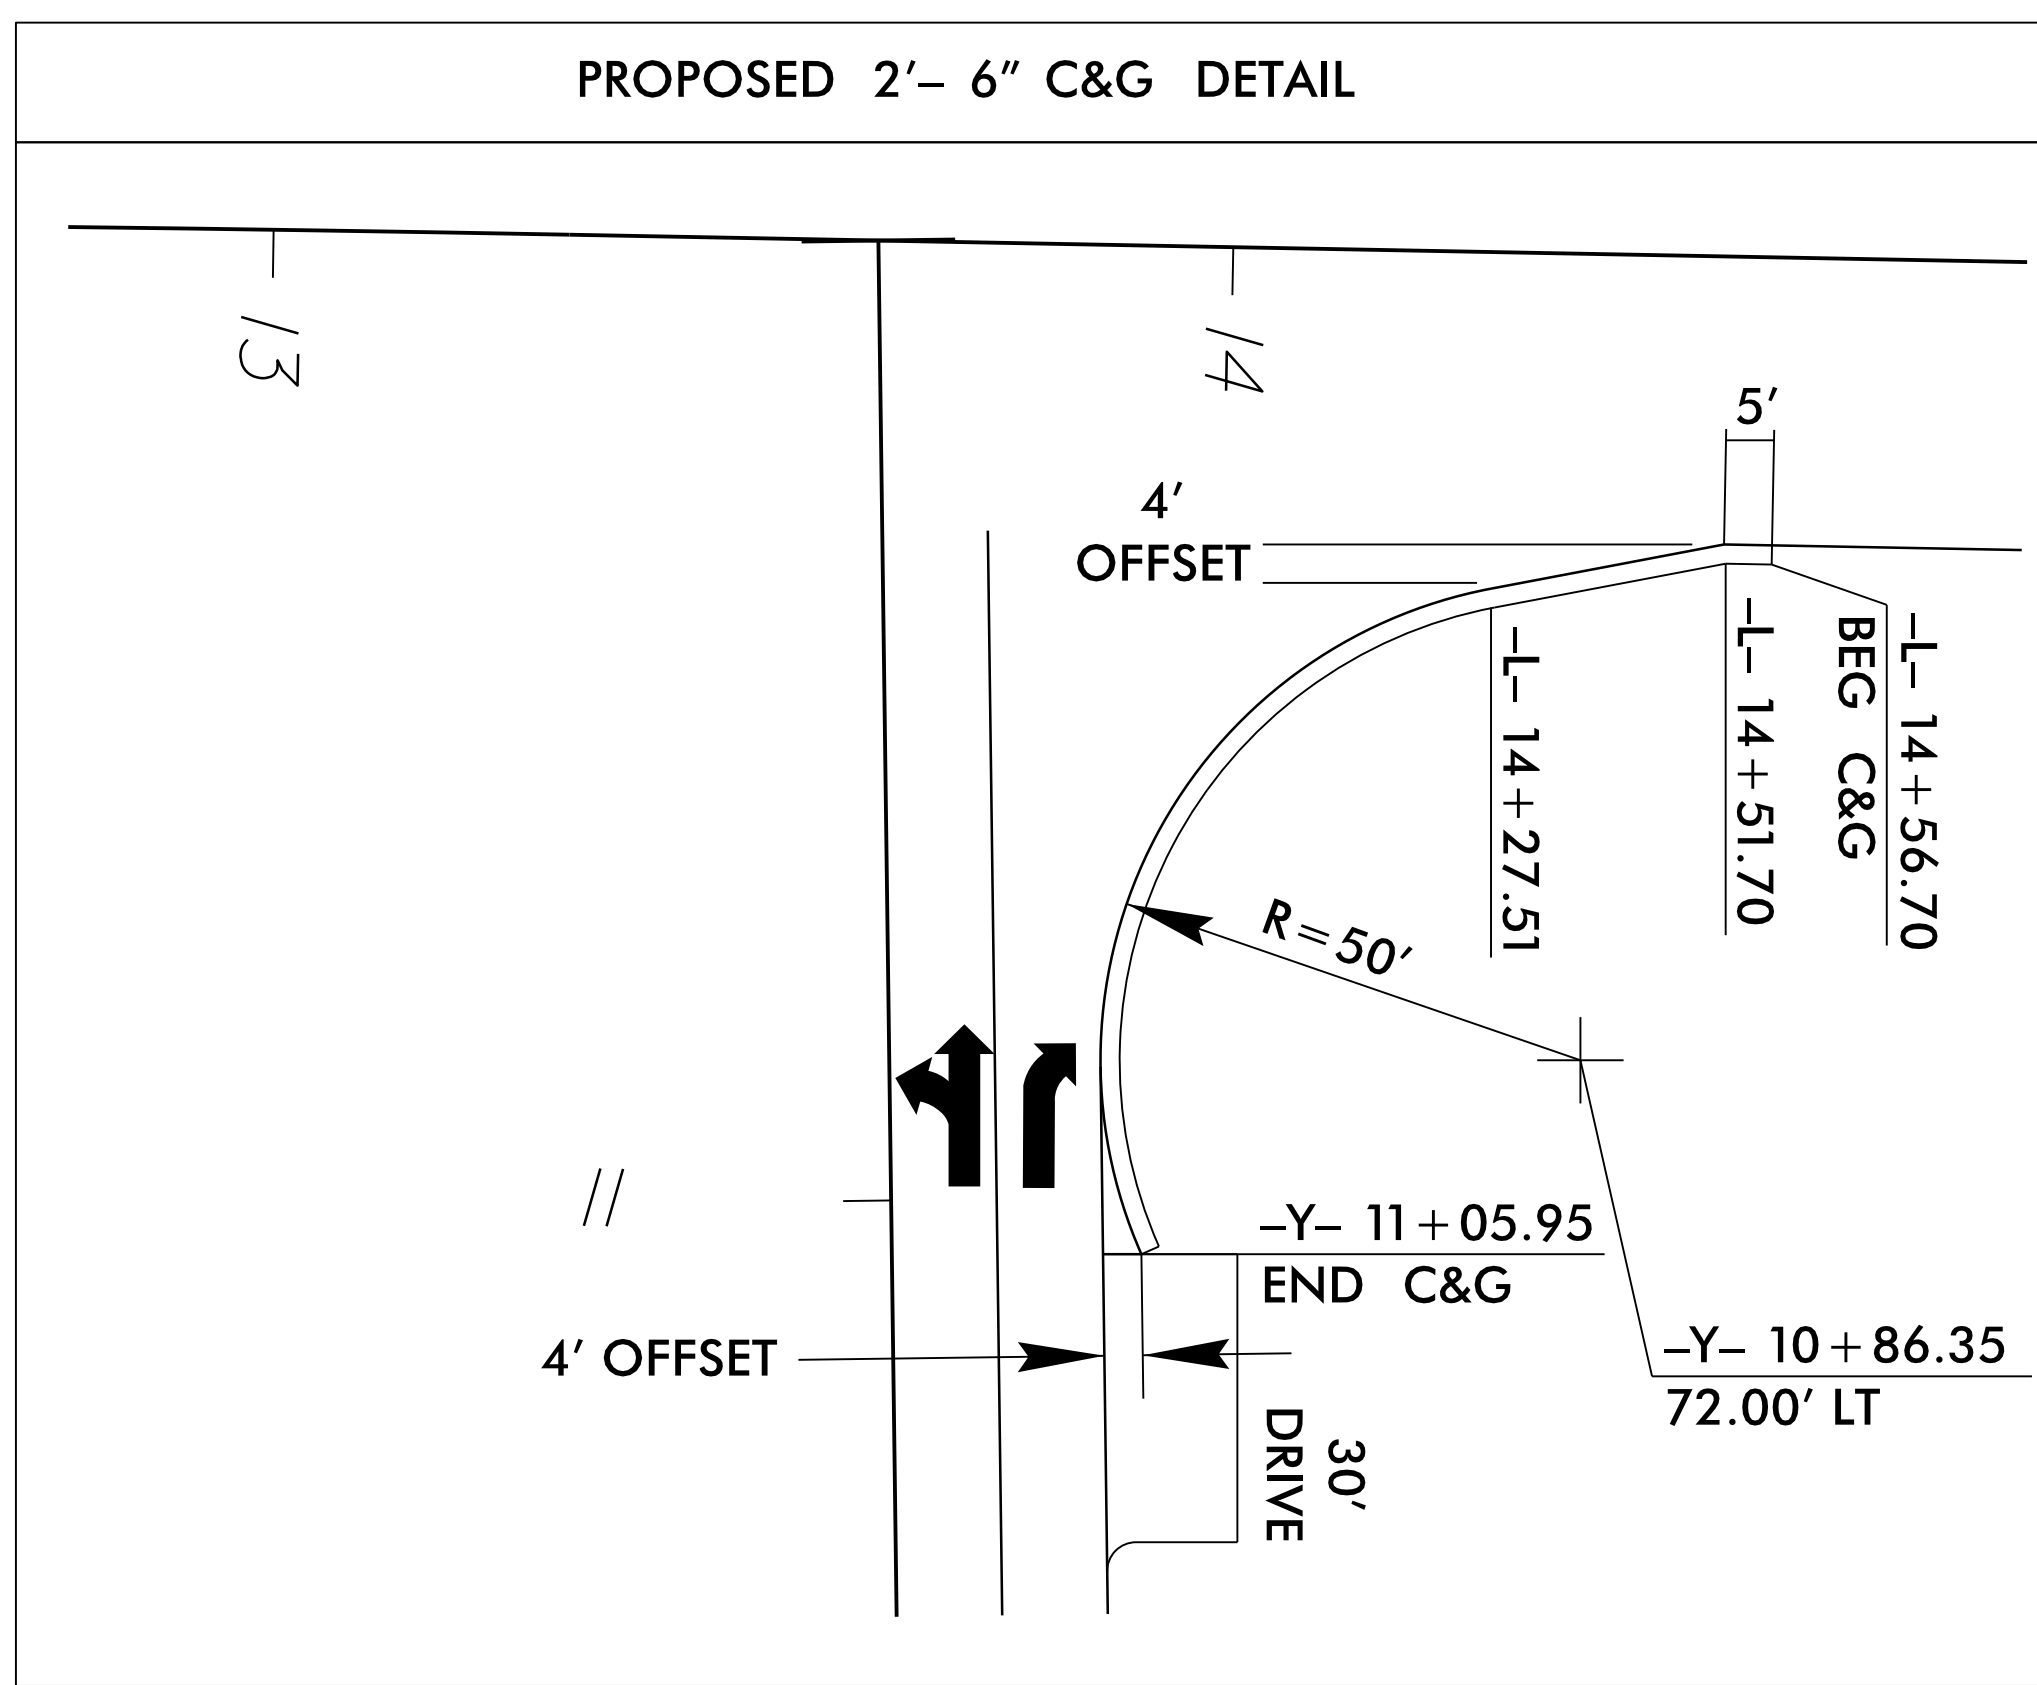 PROPOSED 2'– 6" C&G DETAIL
13
14
5'
4'
OFFSET
–L– 14+27.51
–L– 14+51.70
BEG C&G
–L– 14+56.70
R=50'
11
–Y– 11+05.95
END C&G
4' OFFSET
–Y– 10+86.35
72.00' LT
30'
DRIVE